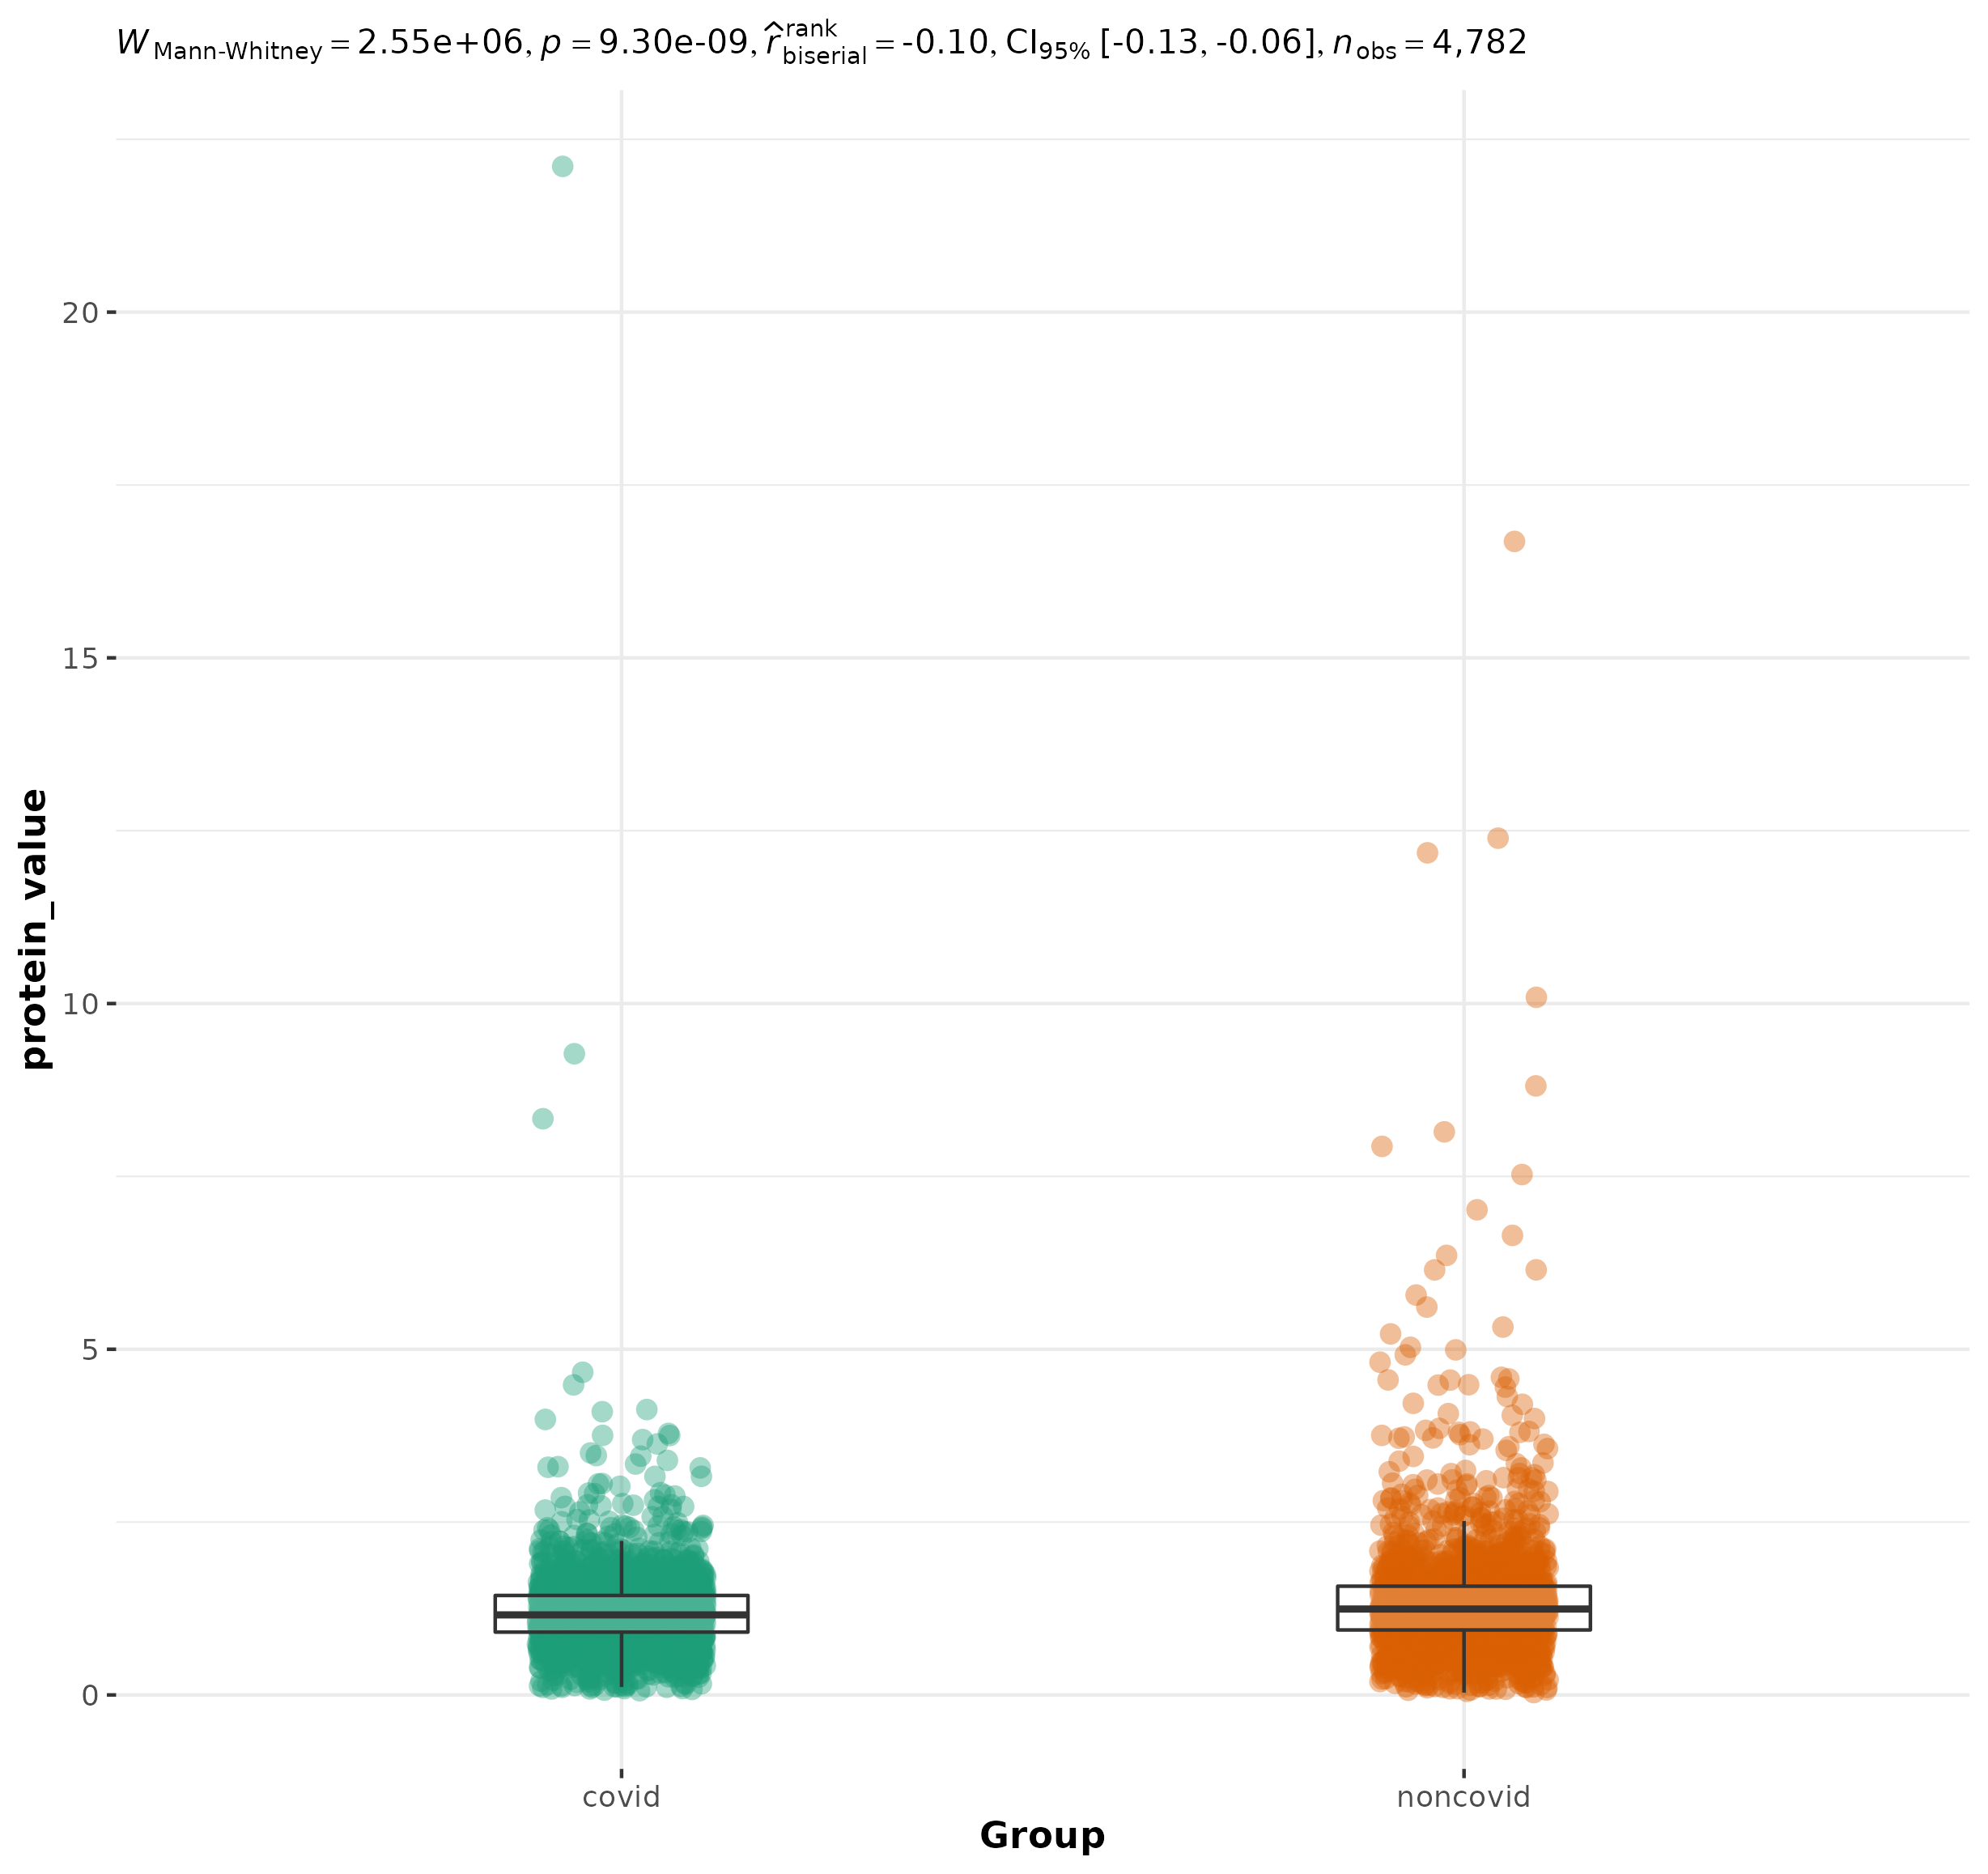 W Mann-Whitney = 2.55e+06, p = 9.30e-09, r̂ rank biserial = -0.10, CI95% [-0.13, -0.06], n obs = 4,782
20
15
10
5
0
protein_value
covid noncovid
Group